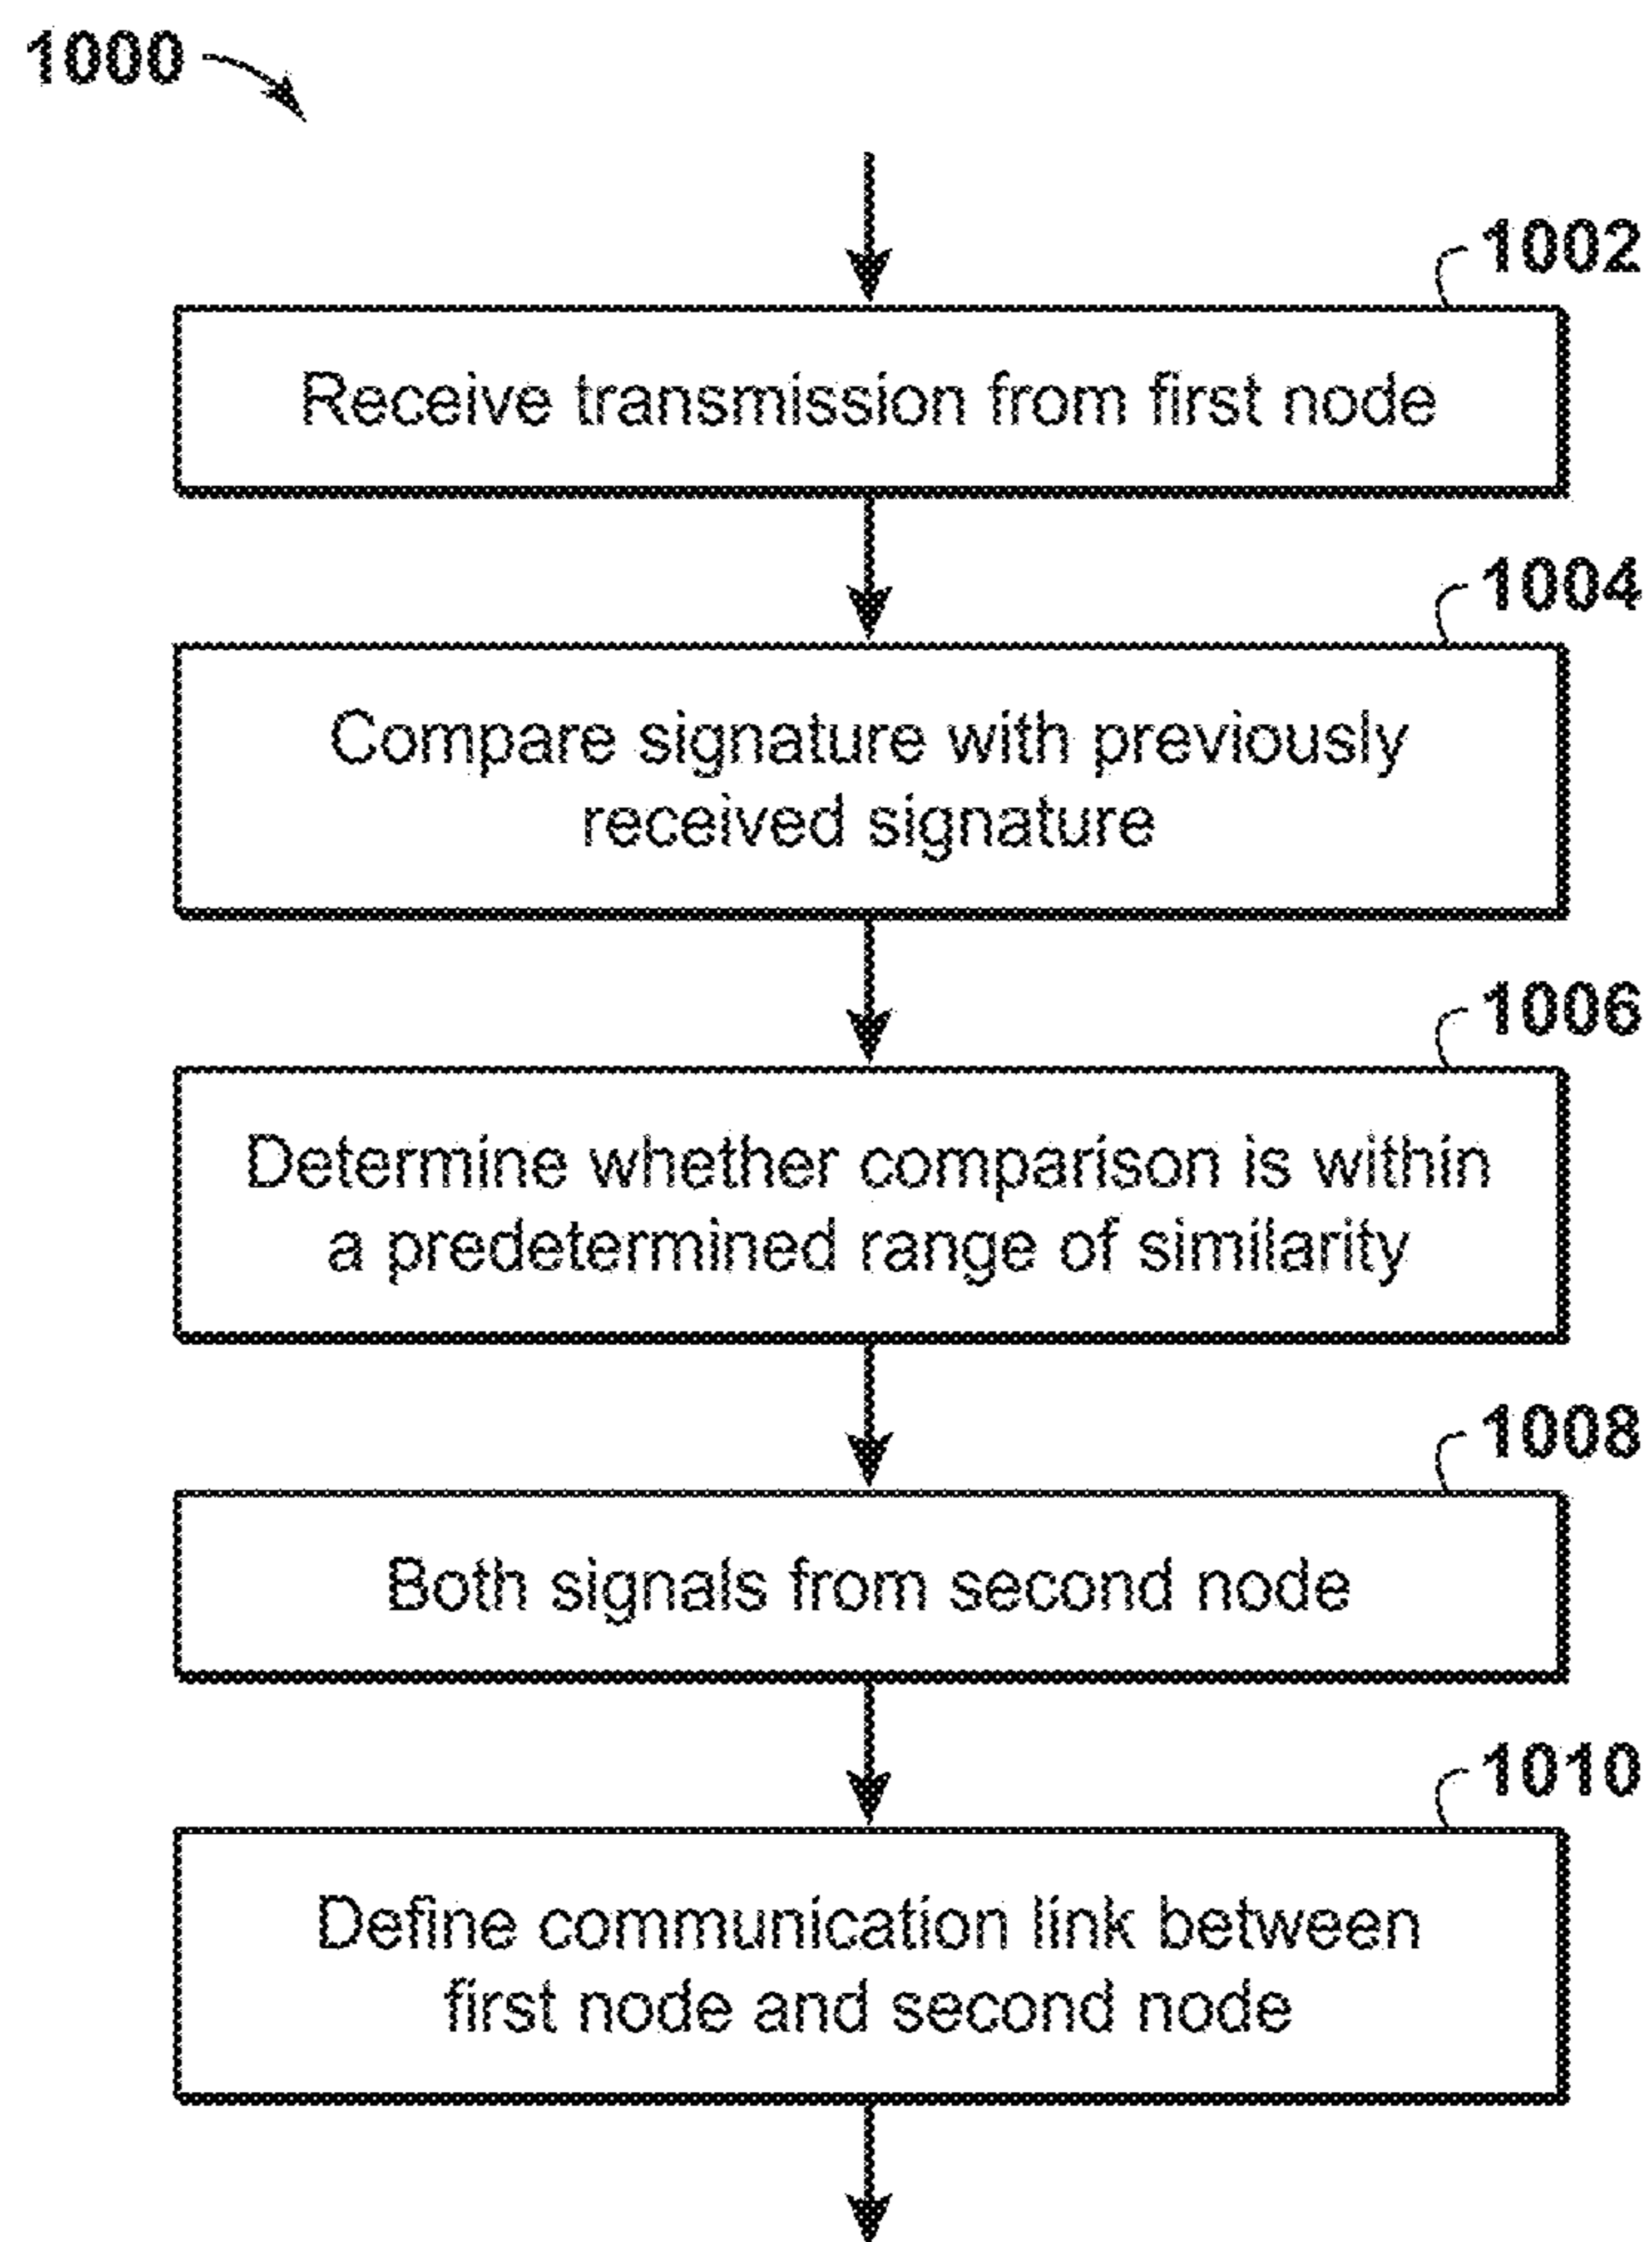 1000
1002
Receive transmission from first node
1004
Compare signature with previously
received signature
1006
Determine whether comparison is within
a predetermined range of similarity
1008
Both signals from second node
1010
Define communication link between
first node and second node